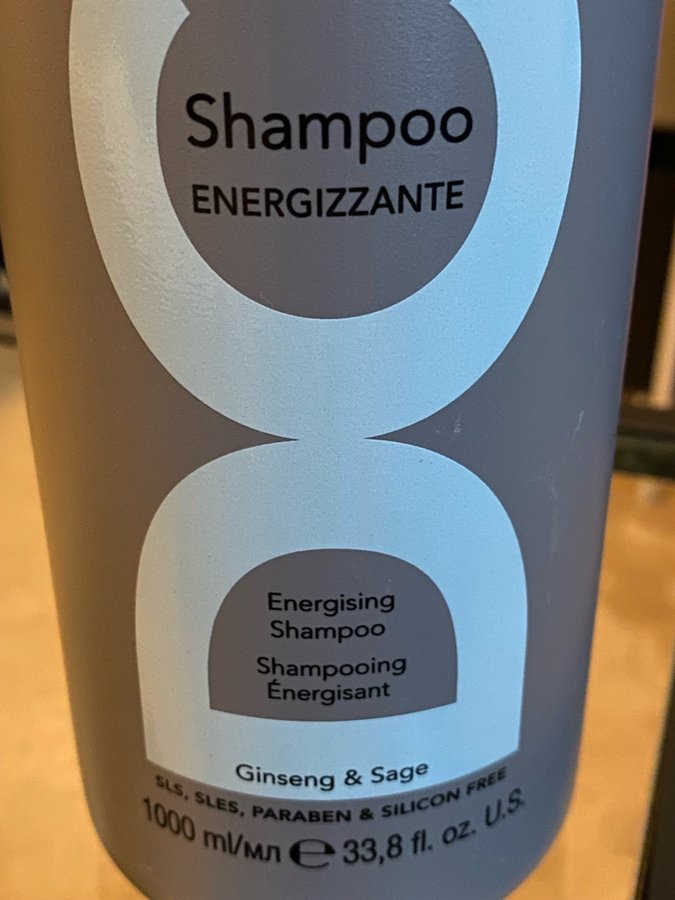 Shampoo
ENERGIZZANTE
Energising
Shampoo
Shampooing
Énergisant
Ginseng & Sage
SLS, SLES, PARABEN & SILICON FREE
1000 ml/мл ℮ 33,8 fl. oz. U.S.